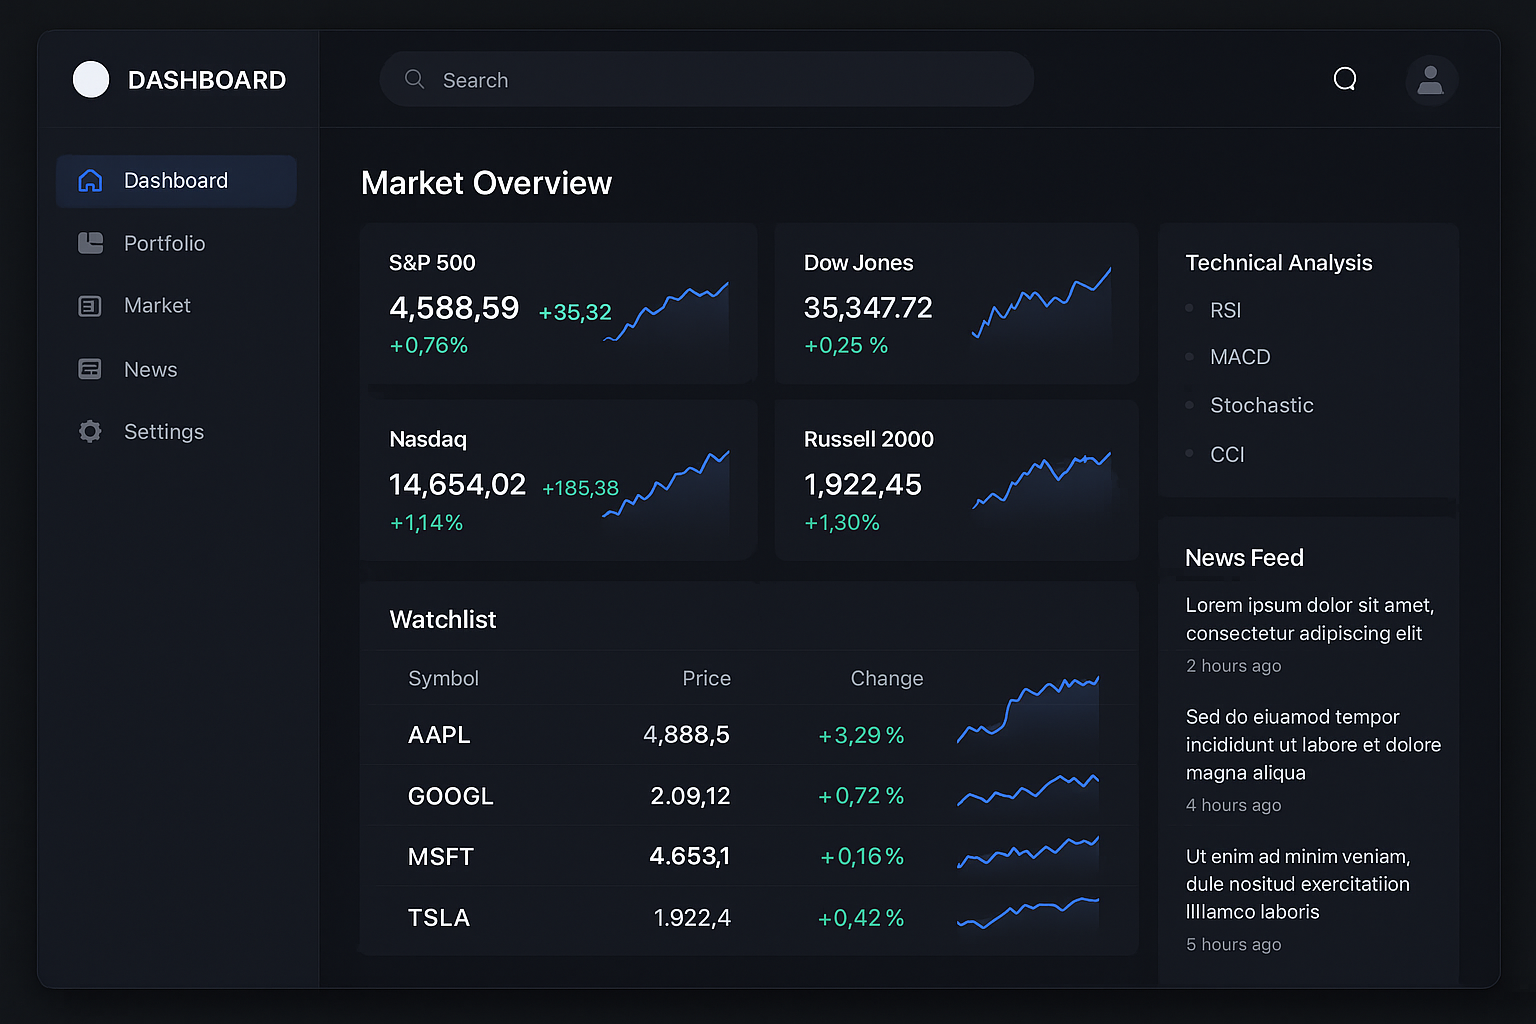 DASHBOARD
Search
Dashboard
Portfolio
Market
News
Settings
Market Overview
S&P 500
4,588,59 +35,32
+0,76%
Dow Jones
35,347.72
+0,25 %
Nasdaq
14,654,02 +185,38
+1,14%
Russell 2000
1,922,45
+1,30%
Watchlist
Symbol Price Change
AAPL 4,888,5 +3,29 %
GOOGL 2.09,12 +0,72 %
MSFT 4.653,1 +0,16 %
TSLA 1.922,4 +0,42 %
Technical Analysis
RSI
MACD
Stochastic
CCI
News Feed
Lorem ipsum dolor sit amet,
consectetur adipiscing elit
2 hours ago
Sed do eiuamod tempor
incididunt ut labore et dolore
magna aliqua
4 hours ago
Ut enim ad minim veniam,
dule nositud exercitatiion
lIllamco laboris
5 hours ago